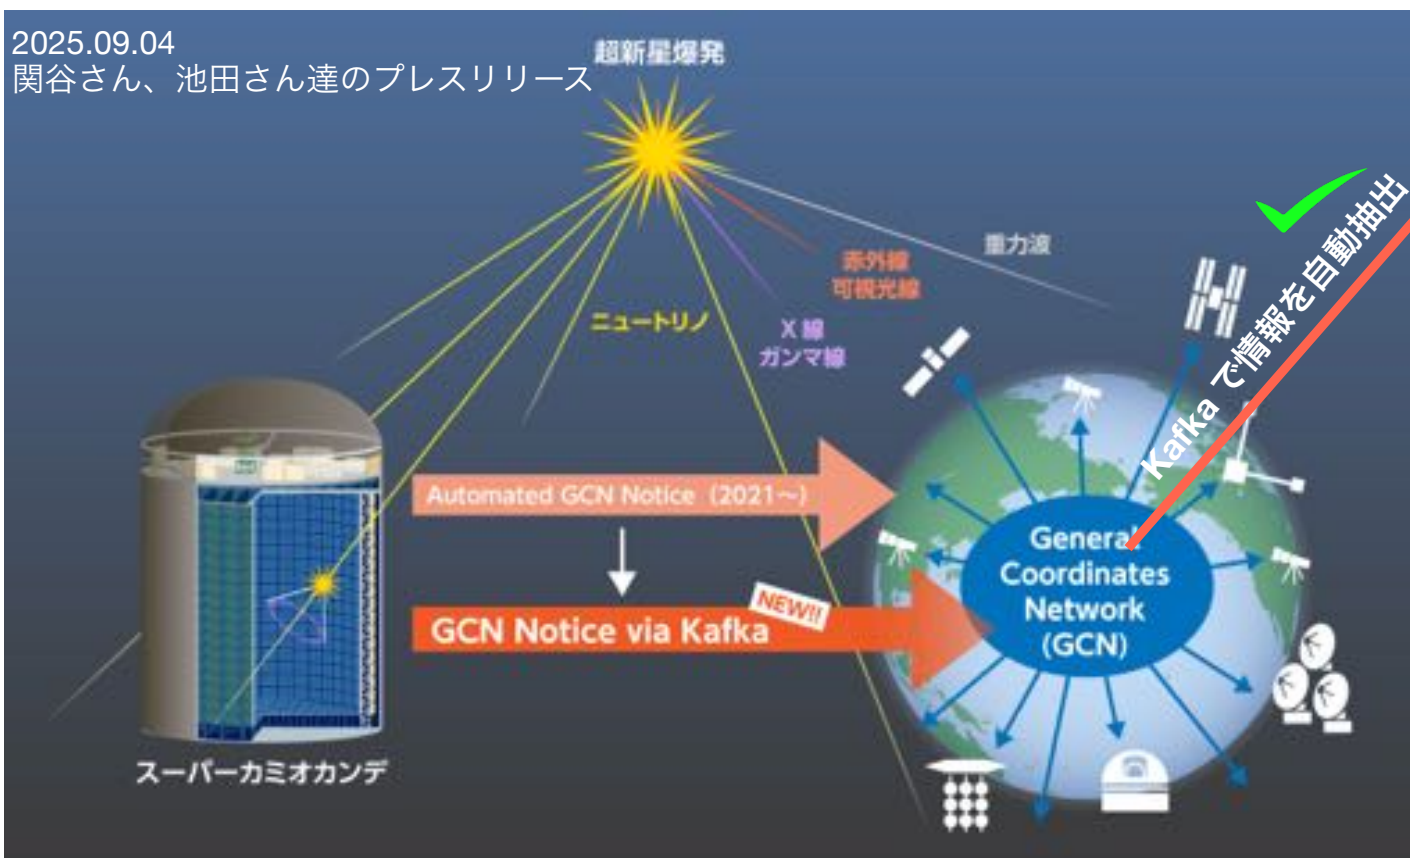 2025.09.04
関谷さん、池田さん達のプレスリリース
超新星爆発
重力波
赤外線
可視光線
ニュートリノ
X 線
ガンマ線
Kafka で情報を自動抽出
Automated GCN Notice（2021～）
NEW!!
GCN Notice via Kafka
General
Coordinates
Network
(GCN)
スーパーカミオカンデ